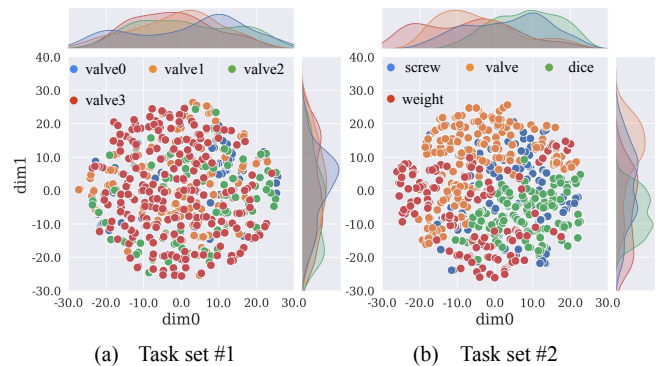 valve0 valve1 valve2
valve3
40.0
30.0
20.0
10.0
0.0
-10.0
-20.0
-30.0
dim1
-30.0 -20.0 -10.0 0.0 10.0 20.0 30.0
dim0
(a) Task set #1
screw valve dice
weight
40.0
30.0
20.0
10.0
0.0
-10.0
-20.0
-30.0
-30.0 -20.0 -10.0 0.0 10.0 20.0 30.0
dim0
(b) Task set #2